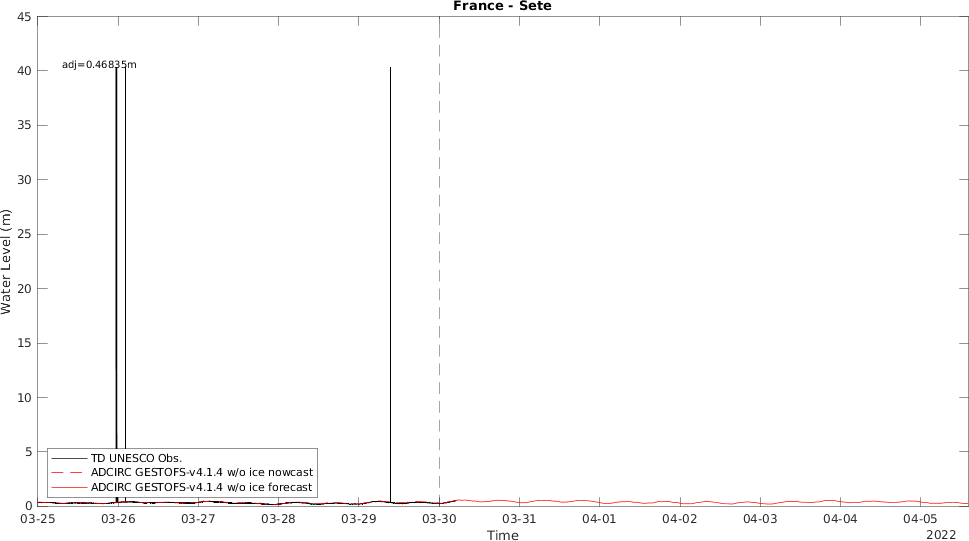 France - Sete
45
40
35
30
25
20
15
10
5
0
Water Level (m)
adj=0.46835m
TD UNESCO Obs.
ADCIRC GESTOFS-v4.1.4 w/o ice nowcast
ADCIRC GESTOFS-v4.1.4 w/o ice forecast
03-25 03-26 03-27 03-28 03-29 03-30 03-31 04-01 04-02 04-03 04-04 04-05
Time
2022